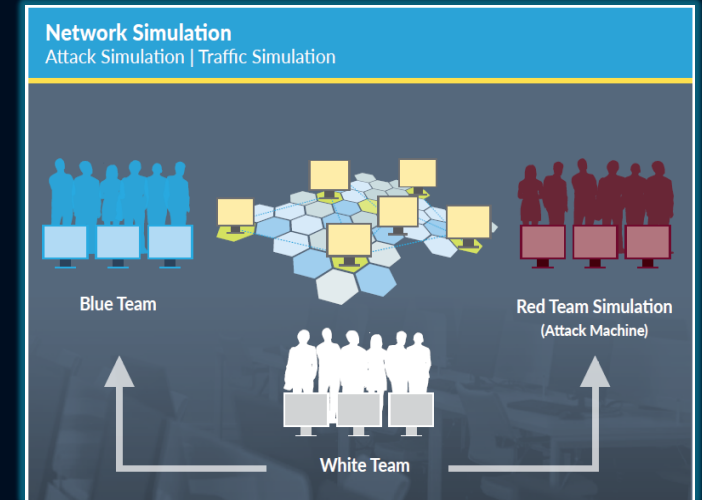 Network Simulation
Attack Simulation | Traffic Simulation
Blue Team
Red Team Simulation
(Attack Machine)
White Team